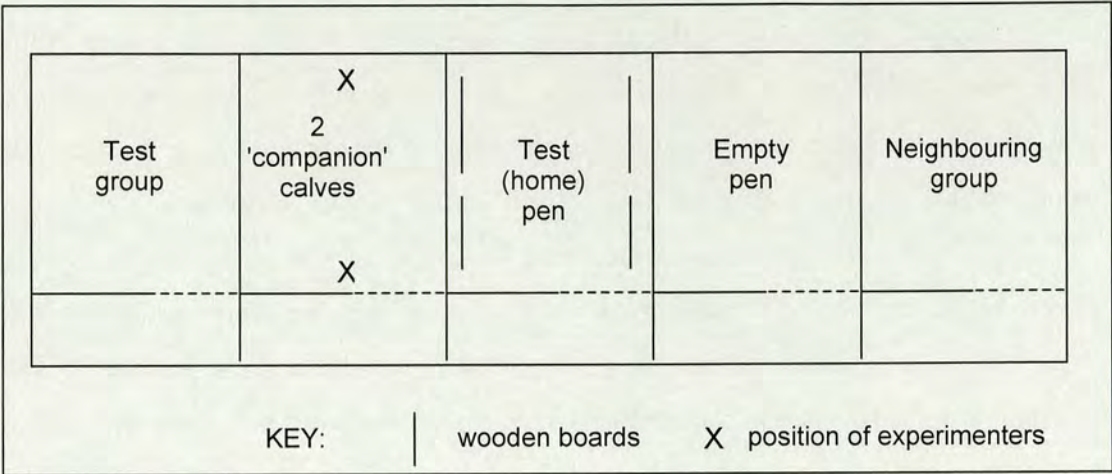 Test
group
X
2
'companion'
calves
X
Test
(home)
pen
Empty
pen
Neighbouring
group
KEY:
wooden boards
X position of experimenters